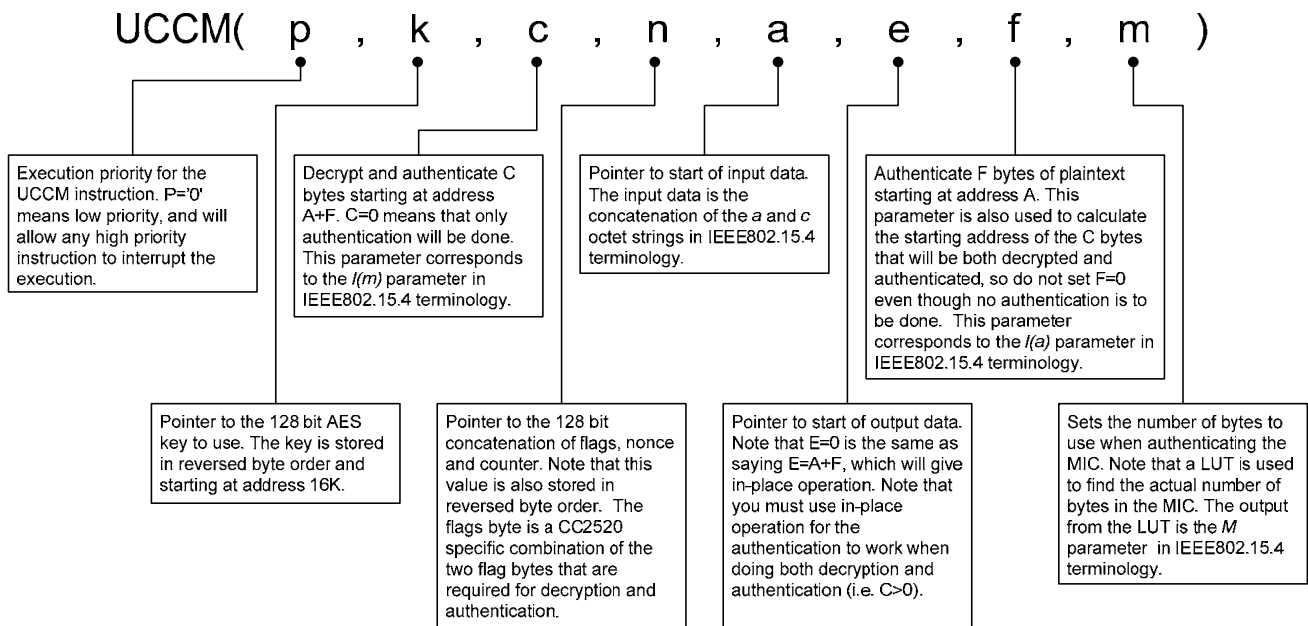 UCCM( p , k , c , n , a , e , f , m )
Execution priority for the
UCCM instruction. P='0'
means low priority, and will
allow any high priority
instruction to interrupt the
execution.
Decrypt and authenticate C
bytes starting at address
A+F. C=0 means that only
authentication will be done.
This parameter corresponds
to the l(m) parameter in
IEEE802.15.4 terminology.
Pointer to start of input data.
The input data is the
concatenation of the a and c
octet strings in IEEE802.15.4
terminology.
Authenticate F bytes of plaintext
starting at address A. This
parameter is also used to calculate
the starting address of the C bytes
that will be both decrypted and
authenticated, so do not set F=0
even though no authentication is to
be done. This parameter
corresponds to the l(a) parameter in
IEEE802.15.4 terminology.
Pointer to the 128 bit AES
key to use. The key is stored
in reversed byte order and
starting at address 16K.
Pointer to the 128 bit
concatenation of flags, nonce
and counter. Note that this
value is also stored in
reversed byte order. The
flags byte is a CC2520
specific combination of the
two flag bytes that are
required for decryption and
authentication.
Pointer to start of output data.
Note that E=0 is the same as
saying E=A+F, which will give
in-place operation. Note that
you must use in-place
operation for the
authentication to work when
doing both decryption and
authentication (i.e. C>0).
Sets the number of bytes to
use when authenticating the
MIC. Note that a LUT is used
to find the actual number of
bytes in the MIC. The output
from the LUT is the M
parameter in IEEE802.15.4
terminology.